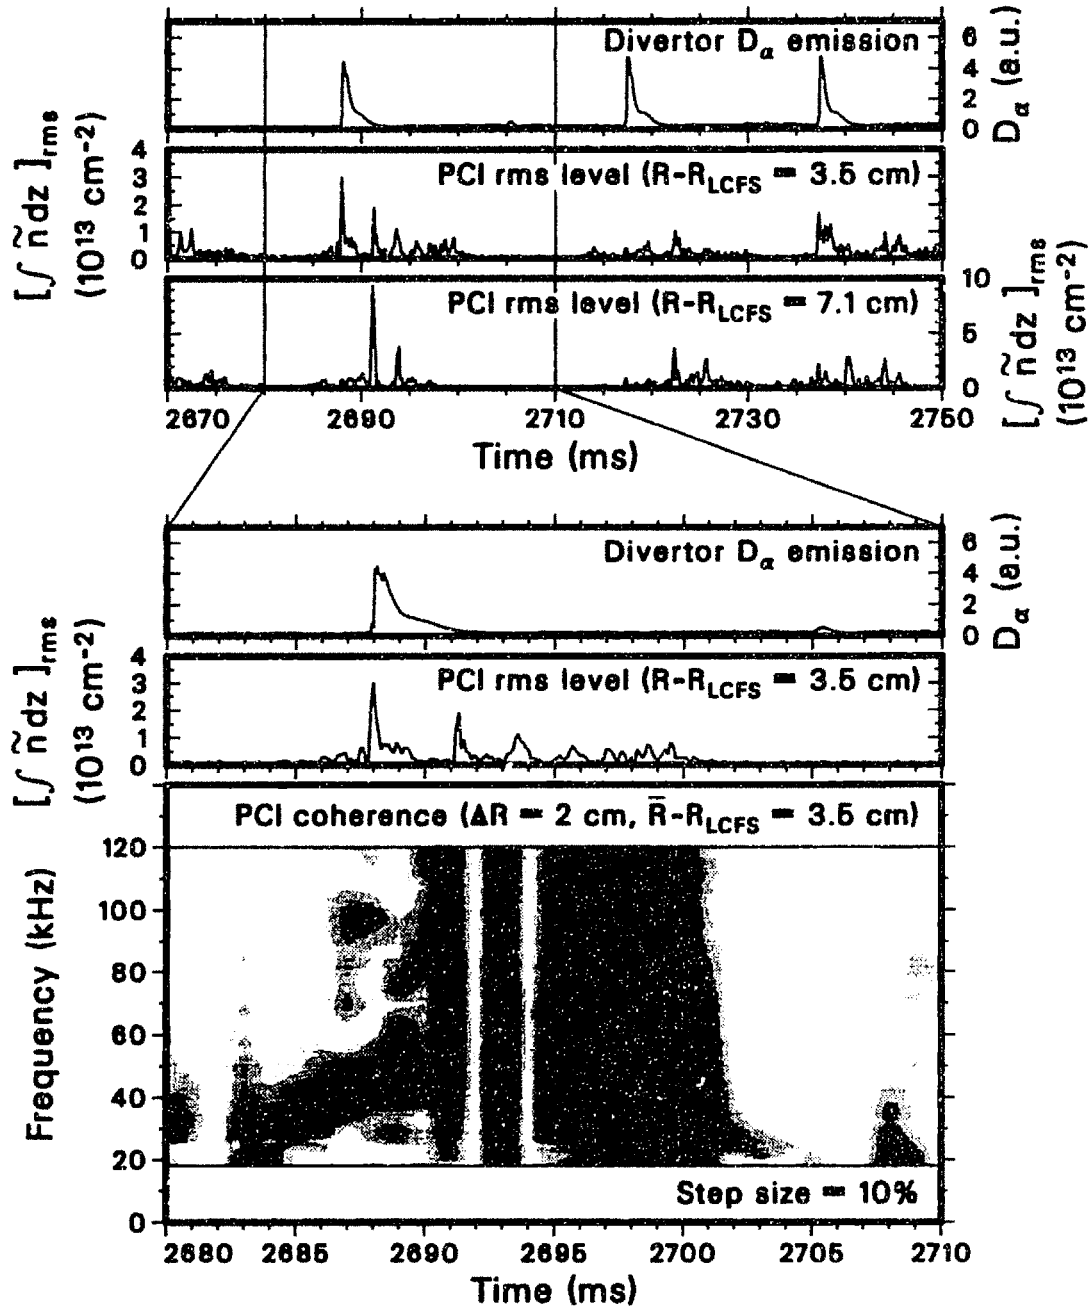 Divertor Dα emission
6
4
2
0
Dα (a.u.)
[∫ ñdz ]rms
(10¹³ cm⁻²)
4
3
2
1
0
PCI rms level (R-RLCFS = 3.5 cm)
PCI rms level (R-RLCFS = 7.1 cm)
10
5
0
[∫ ñdz ]rms
(10¹³ cm⁻²)
2670 2690 2710 2730 2750
Time (ms)
Divertor Dα emission
6
4
2
0
Dα (a.u.)
[∫ ñdz ]rms
(10¹³ cm⁻²)
4
3
2
1
0
PCI rms level (R-RLCFS = 3.5 cm)
PCI coherence (ΔR = 2 cm, R̄-RLCFS = 3.5 cm)
Frequency (kHz)
120
100
80
60
40
20
0
Step size = 10%
2680 2685 2690 2695 2700 2705 2710
Time (ms)